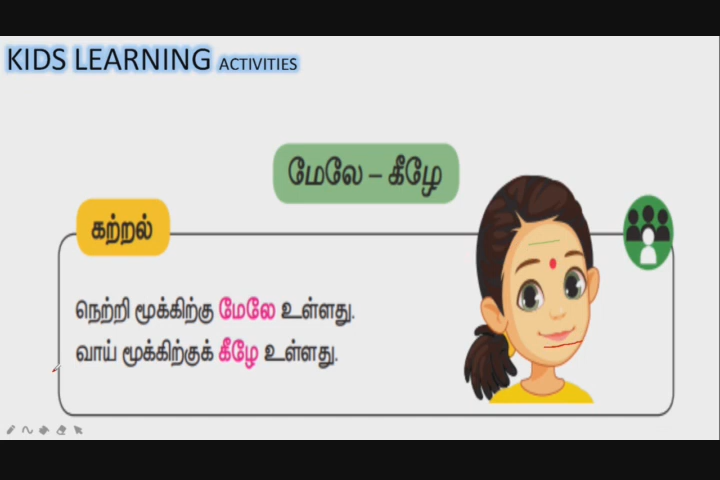 KIDS LEARNING ACTIVITIES
மேலே – கீழே
கற்றல்
நெற்றி மூக்கிற்கு மேலே உள்ளது.
வாய் மூக்கிற்குக் கீழே உள்ளது.